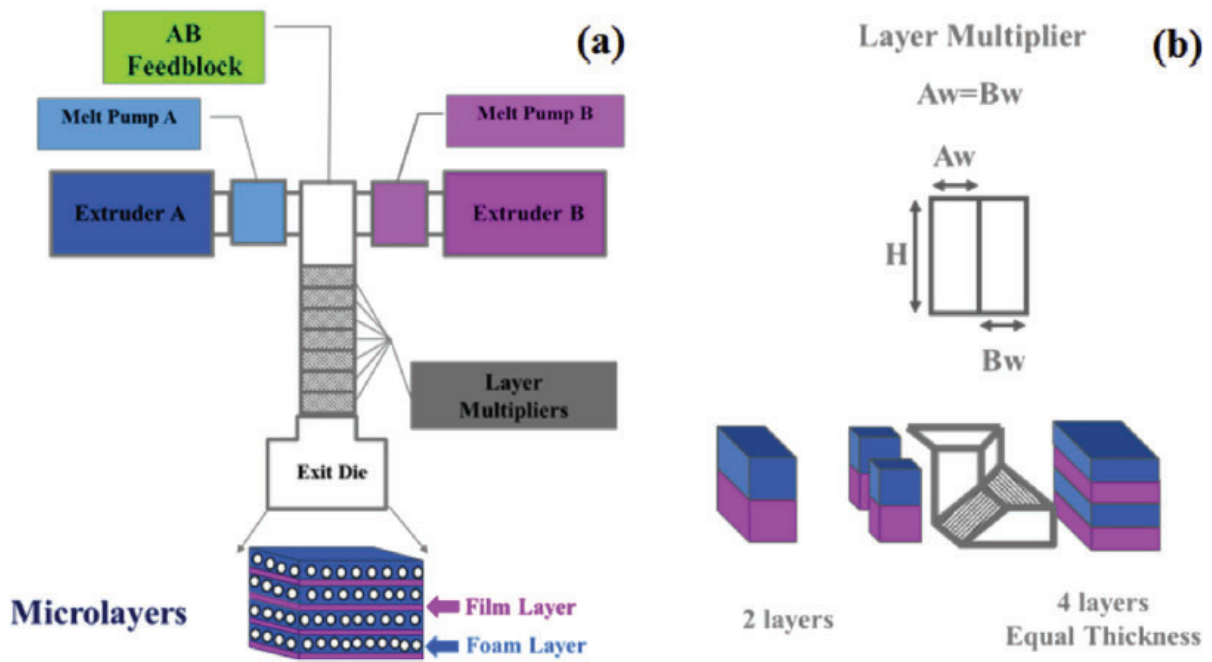 AB
Feedblock
(a)
Melt Pump A
Melt Pump B
Extruder A
Extruder B
Layer
Multipliers
Exit Die
Microlayers
Film Layer
Foam Layer
(b)
Layer Multiplier
Aw=Bw
Aw
H
Bw
2 layers
4 layers
Equal Thickness